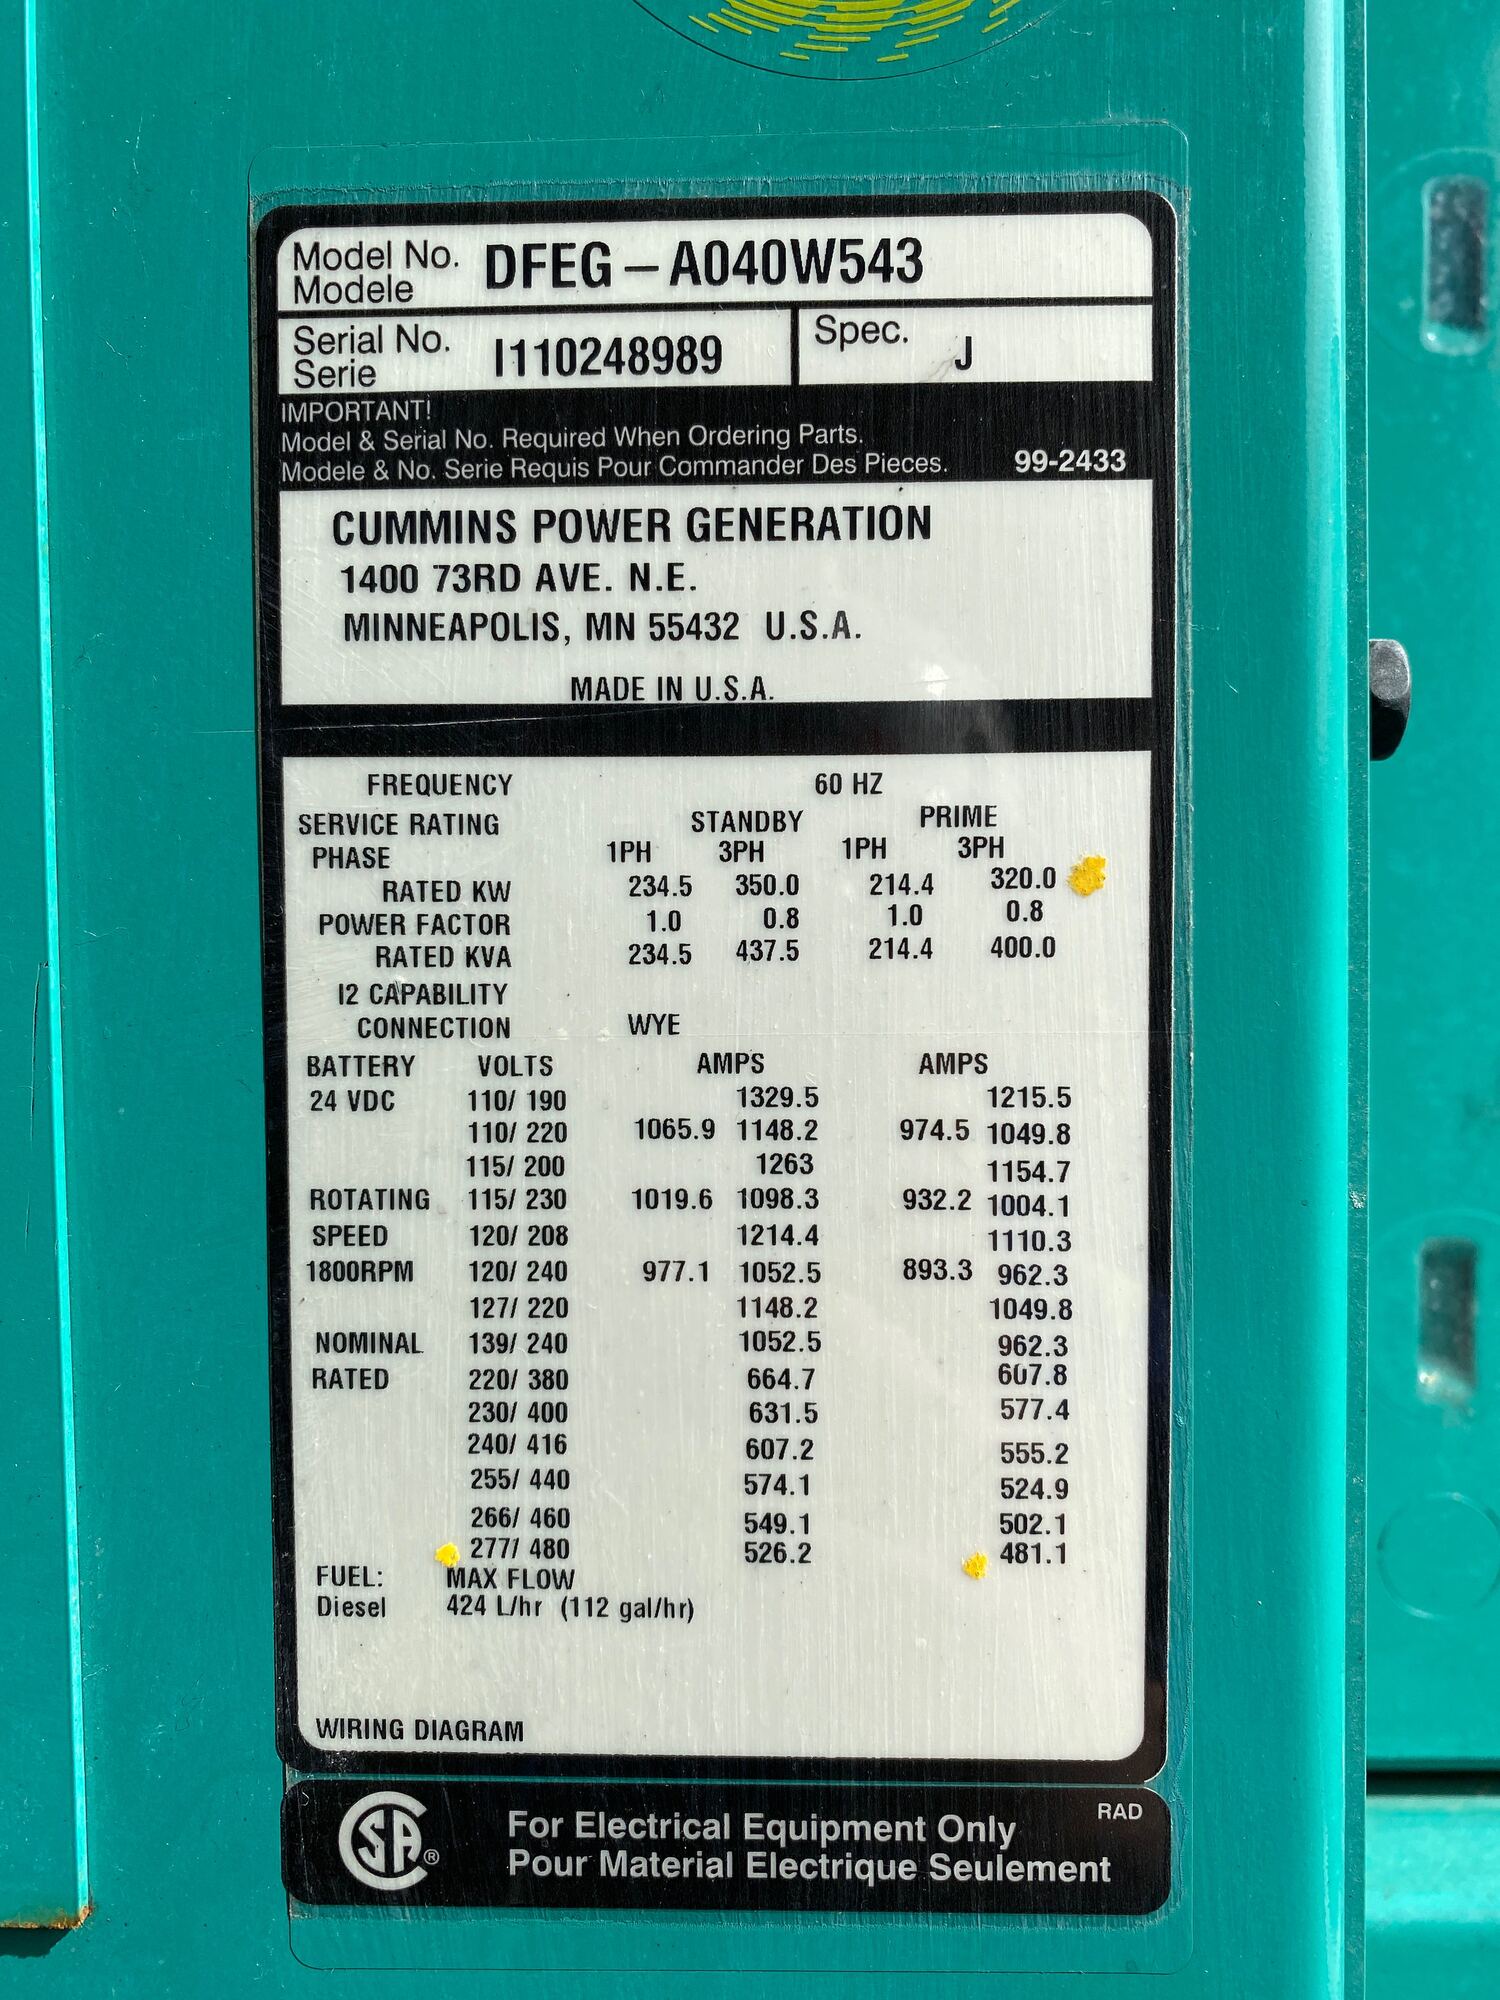 Model No. DFEG – A040W543
Modele
Serial No. I110248989 Spec. J
Serie
IMPORTANT!
Model & Serial No. Required When Ordering Parts.
Modele & No. Serie Requis Pour Commander Des Pieces. 99-2433
CUMMINS POWER GENERATION
1400 73RD AVE. N.E.
MINNEAPOLIS, MN 55432 U.S.A.
MADE IN U.S.A.
FREQUENCY 60 HZ
SERVICE RATING STANDBY PRIME
PHASE 1PH 3PH 1PH 3PH
RATED KW 234.5 350.0 214.4 320.0
POWER FACTOR 1.0 0.8 1.0 0.8
RATED KVA 234.5 437.5 214.4 400.0
I2 CAPABILITY
CONNECTION WYE
BATTERY VOLTS AMPS AMPS
24 VDC 110/ 190 1329.5 1215.5
110/ 220 1065.9 1148.2 974.5 1049.8
115/ 200 1263 1154.7
ROTATING 115/ 230 1019.6 1098.3 932.2 1004.1
SPEED 120/ 208 1214.4 1110.3
1800RPM 120/ 240 977.1 1052.5 893.3 962.3
127/ 220 1148.2 1049.8
NOMINAL 139/ 240 1052.5 962.3
RATED 220/ 380 664.7 607.8
230/ 400 631.5 577.4
240/ 416 607.2 555.2
255/ 440 574.1 524.9
266/ 460 549.1 502.1
277/ 480 526.2 481.1
FUEL: MAX FLOW
Diesel 424 L/hr (112 gal/hr)
WIRING DIAGRAM
CSA® For Electrical Equipment Only RAD
Pour Material Electrique Seulement